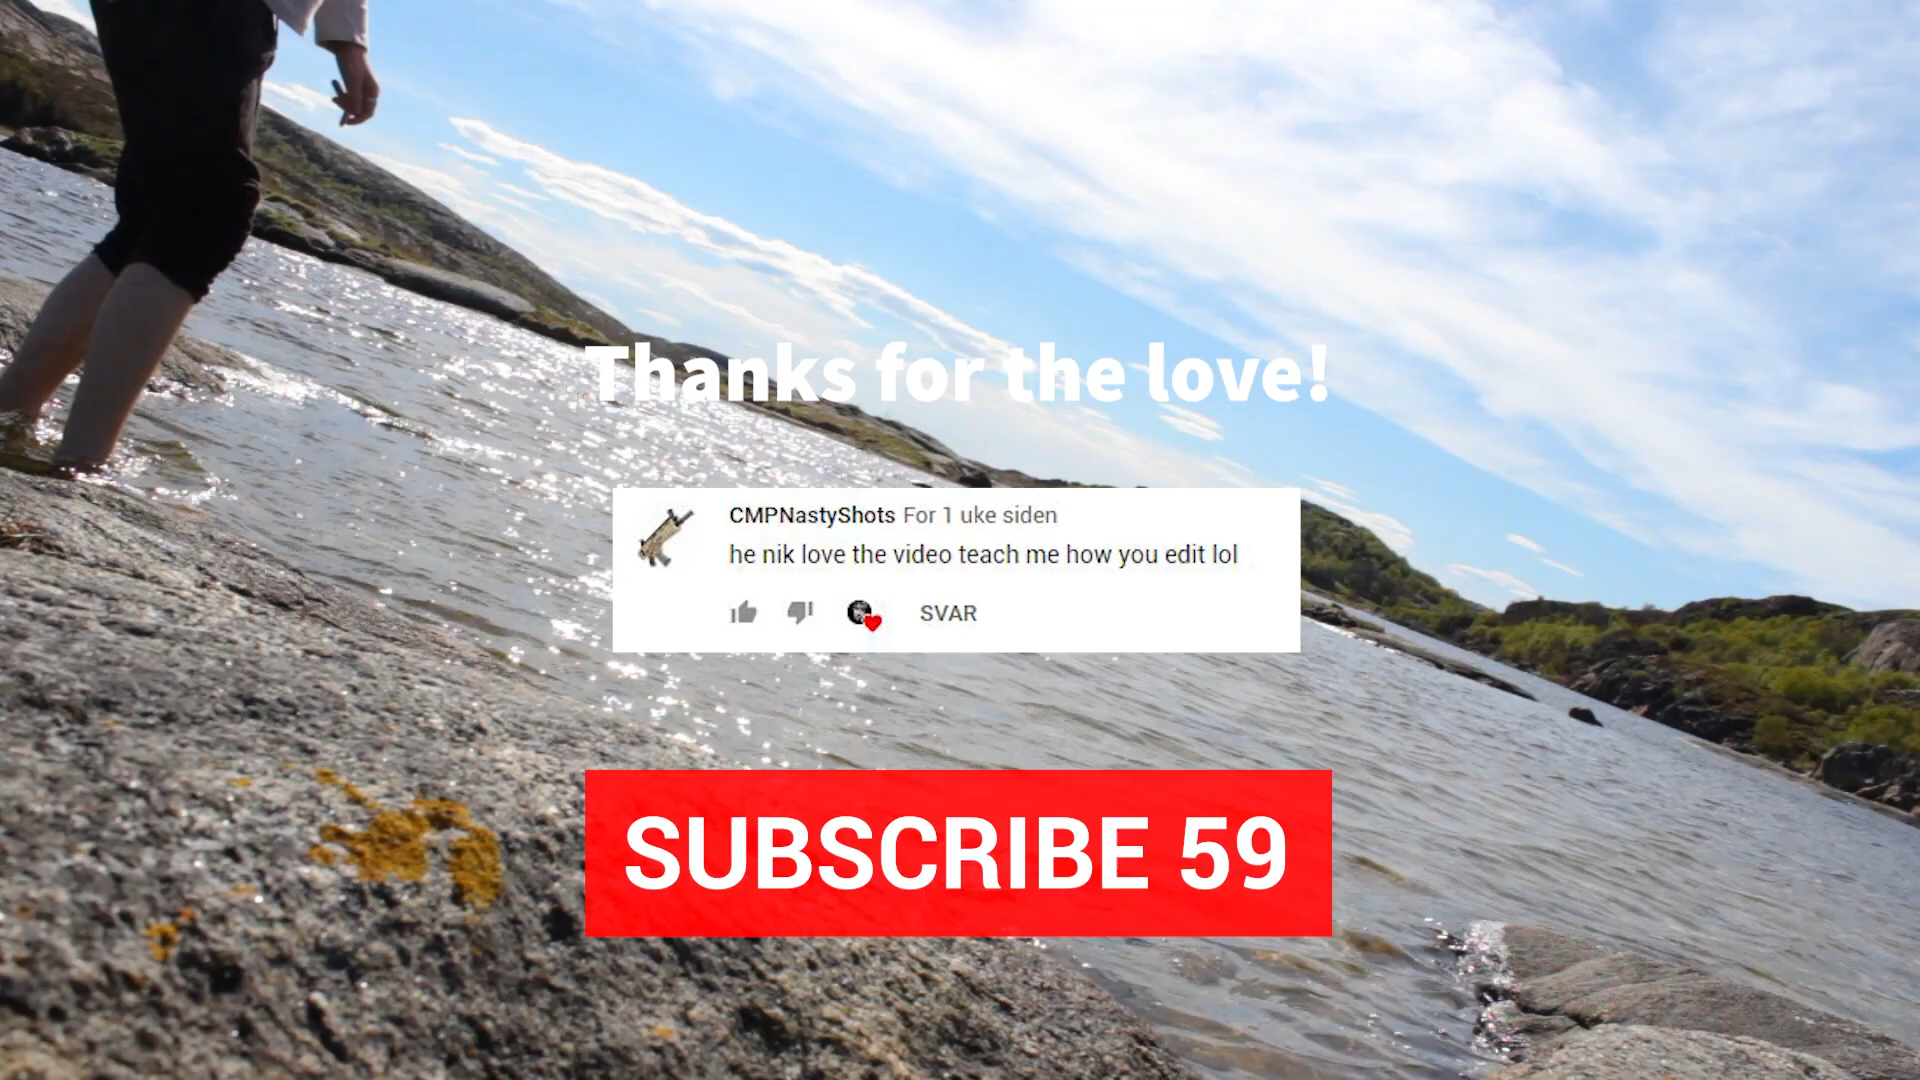 Thanks for the love!
CMPNastyShots For 1 uke siden
he nik love the video teach me how you edit lol
SVAR
SUBSCRIBE 59